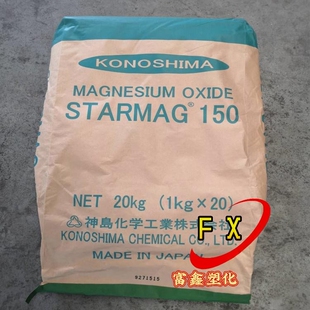 KONOSHIMA
MAGNESIUM OXIDE
STARMAG® 150
NET 20kg (1kg×20)
神島化学工業株式会社
KONOSHIMA CHEMICAL CO., LTD.
MADE IN JAPAN
FX
9271515
富鑫塑化